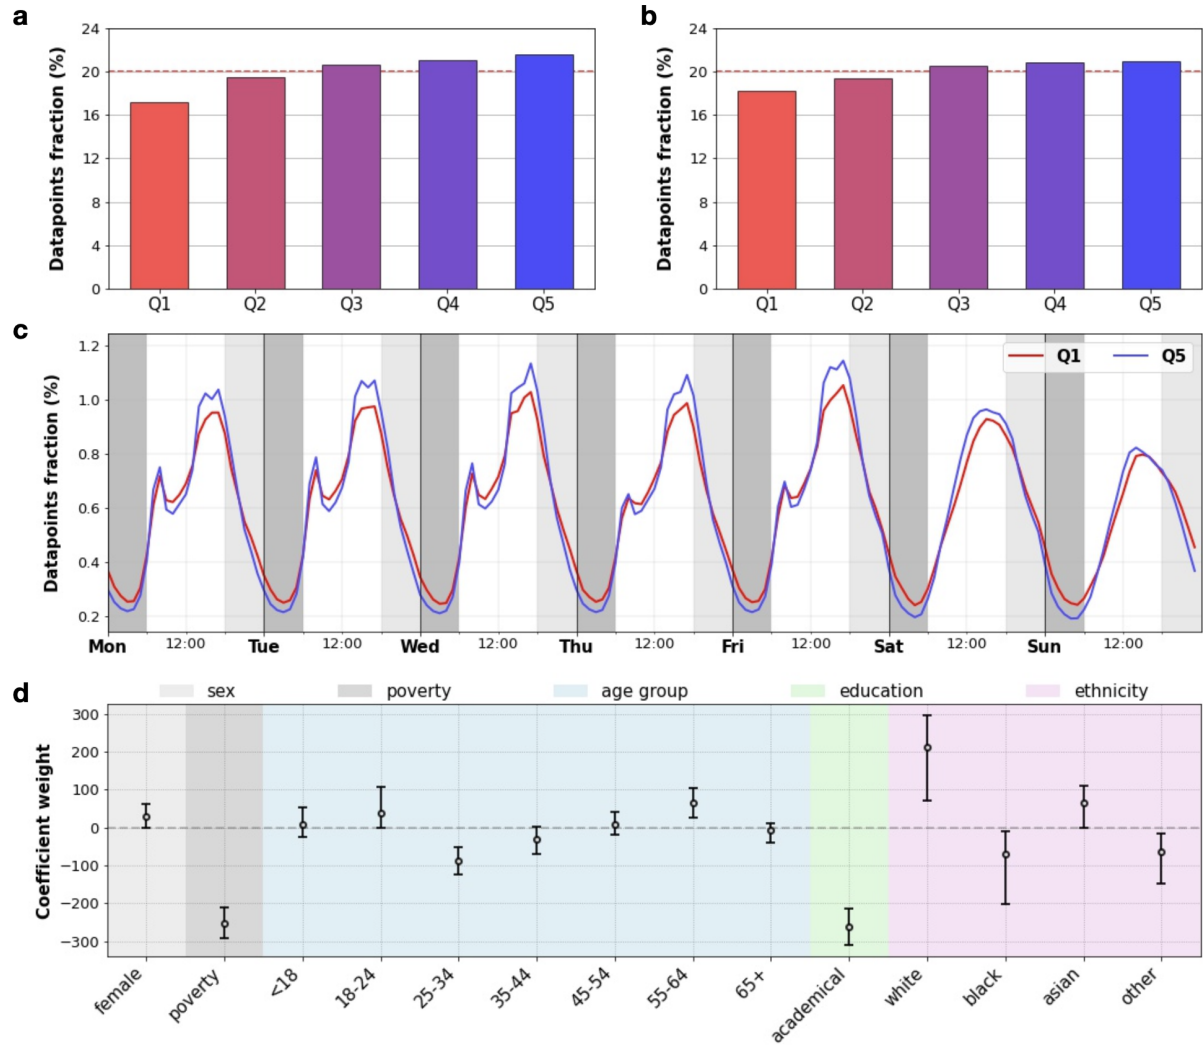 a
24
20
16
12
8
4
0
Datapoints fraction (%)
Q1 Q2 Q3 Q4 Q5
b
24
20
16
12
8
4
0
Datapoints fraction (%)
Q1 Q2 Q3 Q4 Q5
c
Q1 Q5
1.2
1.0
0.8
0.6
0.4
0.2
Datapoints fraction (%)
Mon 12:00 Tue 12:00 Wed 12:00 Thu 12:00 Fri 12:00 Sat 12:00 Sun 12:00
d
sex poverty age group education ethnicity
300
200
100
0
−100
−200
−300
Coefficient weight
female poverty <18 18-24 25-34 35-44 45-54 55-64 65+ academical white black asian other